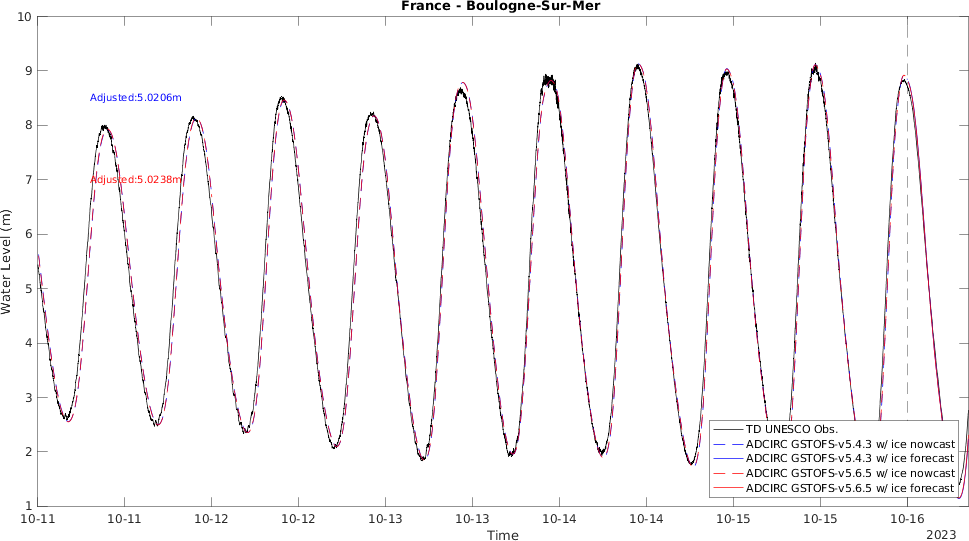 France - Boulogne-Sur-Mer
10
9
8
7
6
5
4
3
2
1
Water Level (m)
Adjusted:5.0206m
Adjusted:5.0238m
TD UNESCO Obs.
ADCIRC GSTOFS-v5.4.3 w/ ice nowcast
ADCIRC GSTOFS-v5.4.3 w/ ice forecast
ADCIRC GSTOFS-v5.6.5 w/ ice nowcast
ADCIRC GSTOFS-v5.6.5 w/ ice forecast
10-11 10-11 10-12 10-12 10-13 10-13 10-14 10-14 10-15 10-15 10-16
Time
2023